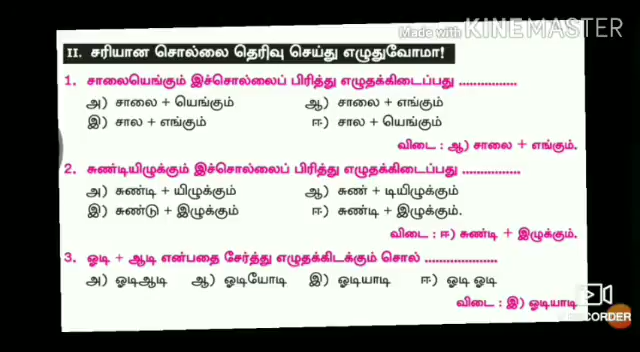 Made with KINEMASTER
II. சரியான சொல்லை தெரிவு செய்து எழுதுவோமா!
1. சாலையெங்கும் இச்சொல்லைப் பிரித்து எழுதக்கிடைப்பது ................
அ) சாலை + யெங்கும் ஆ) சாலை + எங்கும்
இ) சால + எங்கும் ஈ) சால + யெங்கும்
விடை : ஆ) சாலை + எங்கும்.
2. சுண்டியிழுக்கும் இச்சொல்லைப் பிரித்து எழுதக்கிடைப்பது ................
அ) சுண்டி + யிழுக்கும் ஆ) சுண் + டியிழுக்கும்
இ) சுண்டு + இழுக்கும் ஈ) சுண்டி + இழுக்கும்.
விடை : ஈ) சுண்டி + இழுக்கும்.
3. ஓடி + ஆடி என்பதை சேர்த்து எழுதக்கிடக்கும் சொல் ....................
அ) ஓடிஆடி ஆ) ஓடியோடி இ) ஓடியாடி ஈ) ஓடி ஓடி
விடை : இ) ஓடியாடி